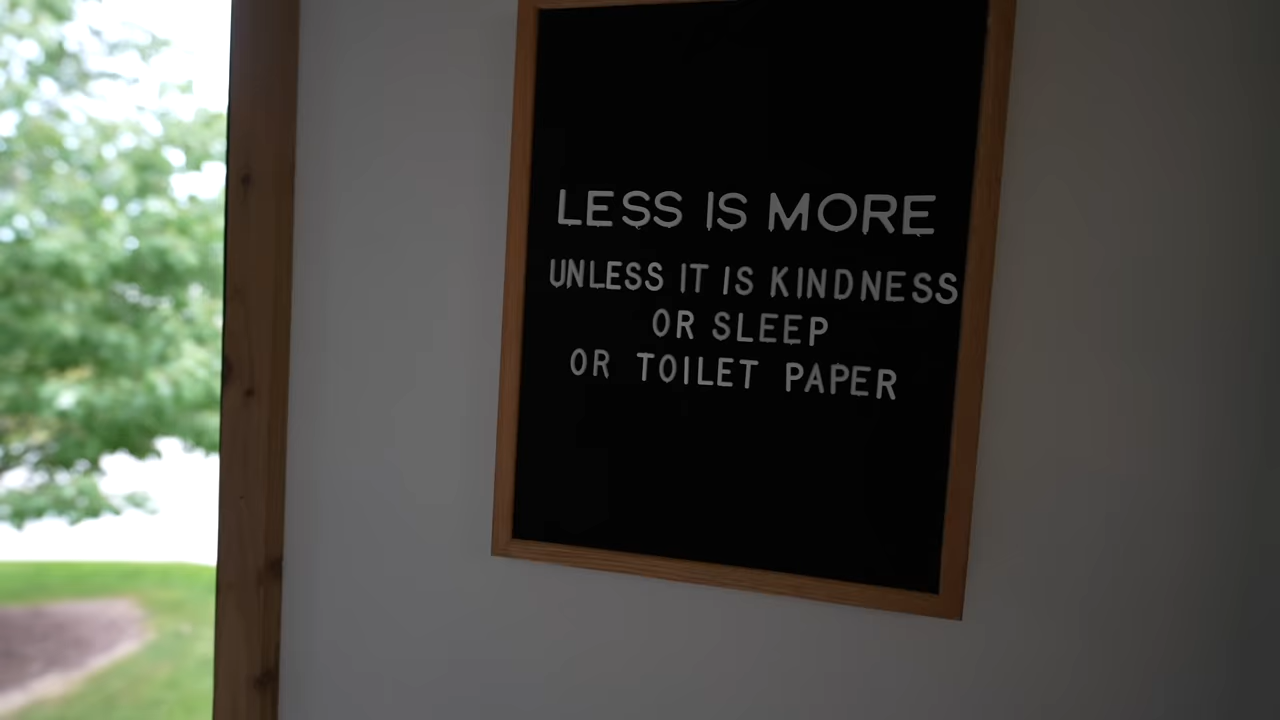 LESS IS MORE
UNLESS IT IS KINDNESS
OR SLEEP
OR TOILET PAPER